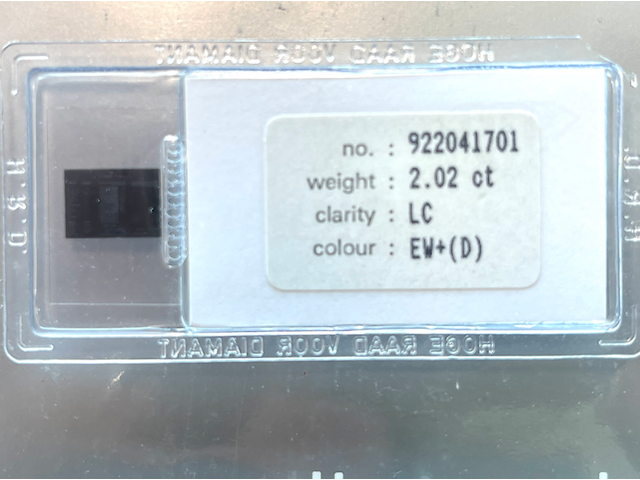 HOGE RAAD VOOR DIAMANT
no. : 922041701
weight : 2.02 ct
clarity : LC
colour : EW+(D)
H.R.D.
H.R.D.
HOGE RAAD VOOR DIAMANT